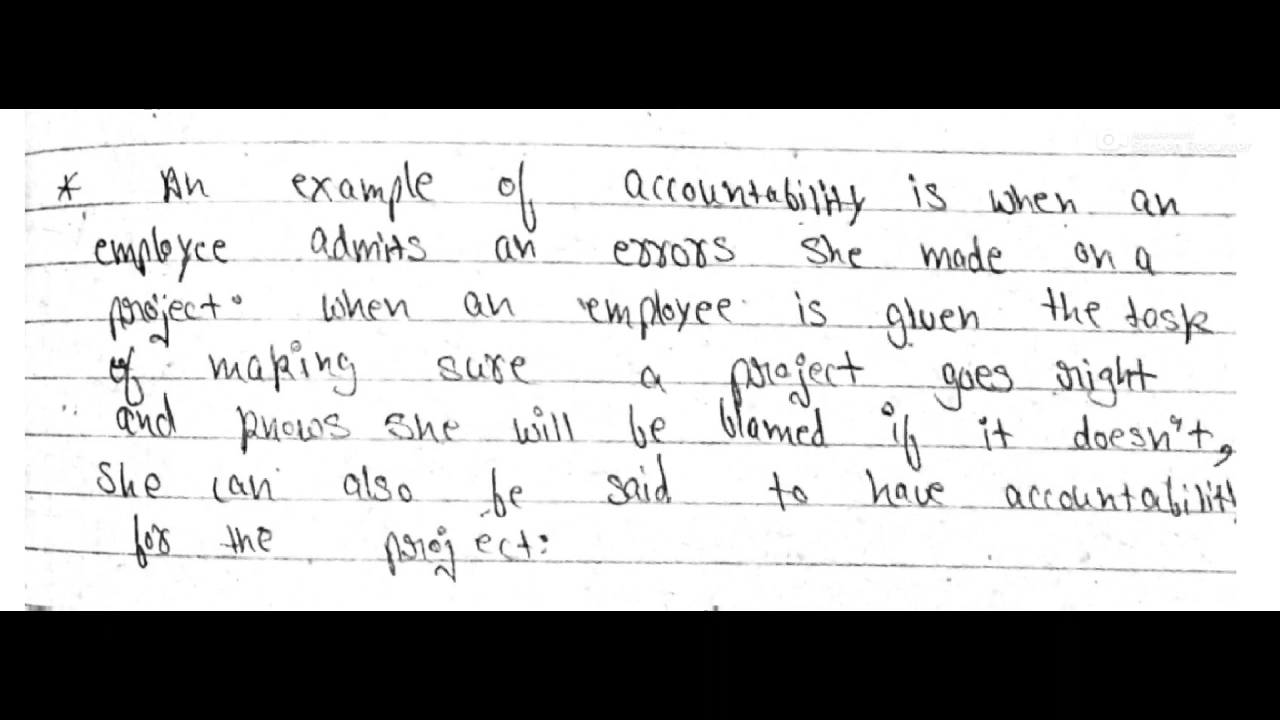 * An example of accountability is when an
employee admits an errors she made on a
project. when an employee is given the task
of making sure a project goes right
and knows she will be blamed if it doesn't,
She can also be said to have accountability
for the project:
Screen Recorder